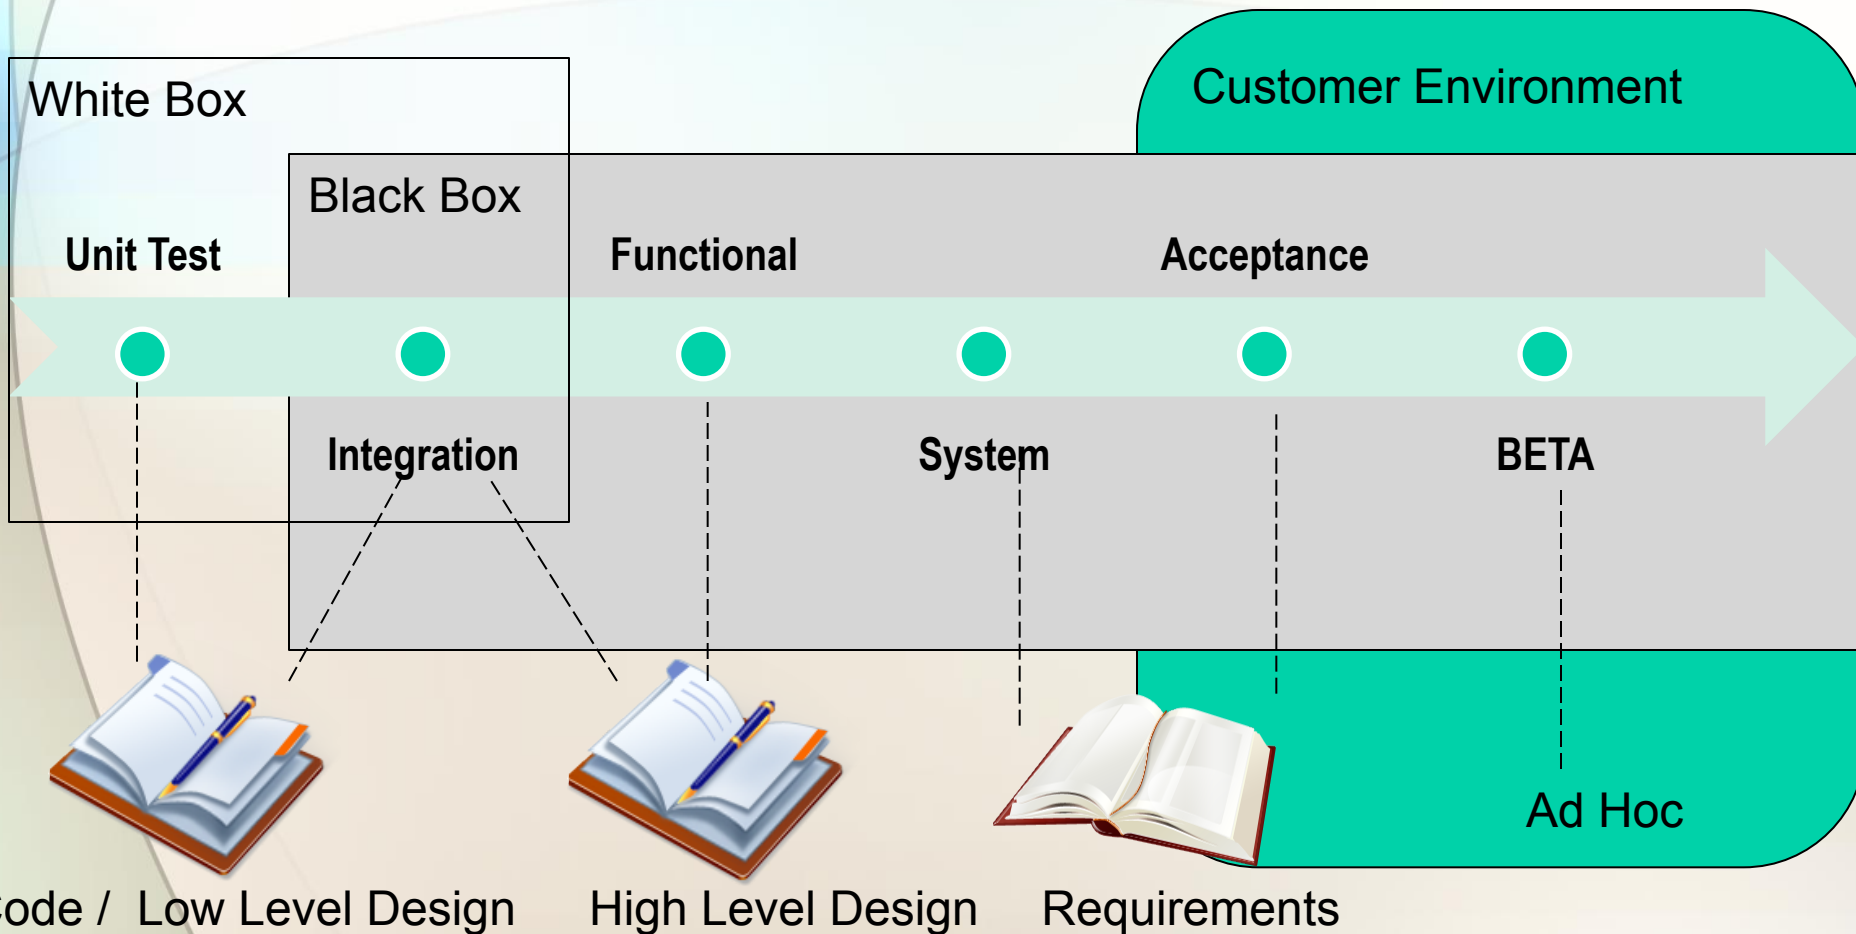 White Box
Customer Environment
Black Box
Unit Test
Functional
Acceptance
Integration
System
BETA
Ad Hoc
Code / Low Level Design
High Level Design
Requirements